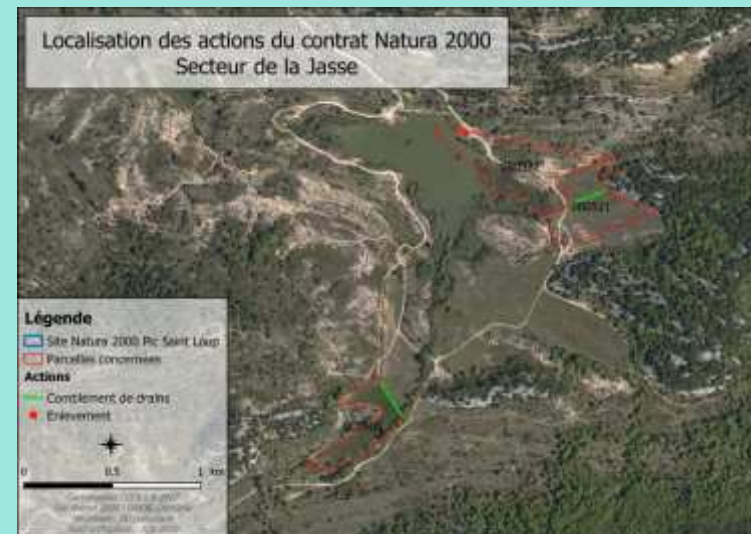 Localisation des actions du contrat Natura 2000
Secteur de la Jasse
Légende
Site Natura 2000 Pic Saint Loup
Parcelles concernées
Actions
Comblement de drains
Enlèvement
0 0.5 1 km